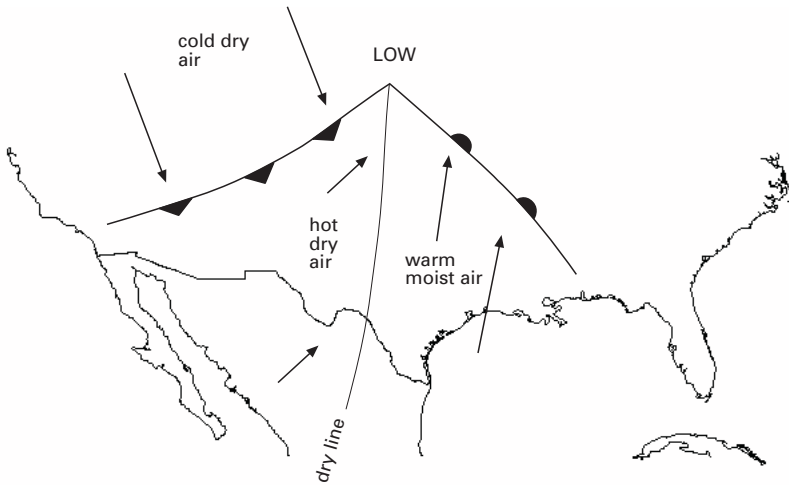 cold dry
air
LOW
hot
dry
air
warm
moist air
dry line